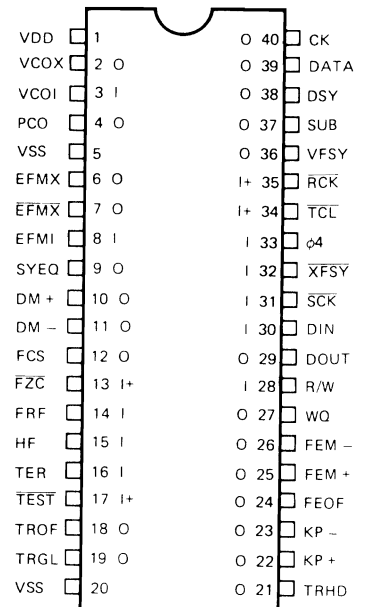 VDD 1 O 40 CK
VCOX 2 O O 39 DATA
VCOI 3 I O 38 DSY
PCO 4 O O 37 SUB
VSS 5 O 36 VFSY
EFMX 6 O I+ 35 RCK
EFMX 7 O I+ 34 TCL
EFMI 8 I I 33 φ4
SYEQ 9 O I 32 XFSY
DM + 10 O I 31 SCK
DM − 11 O I 30 DIN
FCS 12 O O 29 DOUT
FZC 13 I+ I 28 R/W
FRF 14 I O 27 WQ
HF 15 I O 26 FEM −
TER 16 I O 25 FEM +
TEST 17 I+ O 24 FEOF
TROF 18 O O 23 KP −
TRGL 19 O O 22 KP +
VSS 20 O 21 TRHD